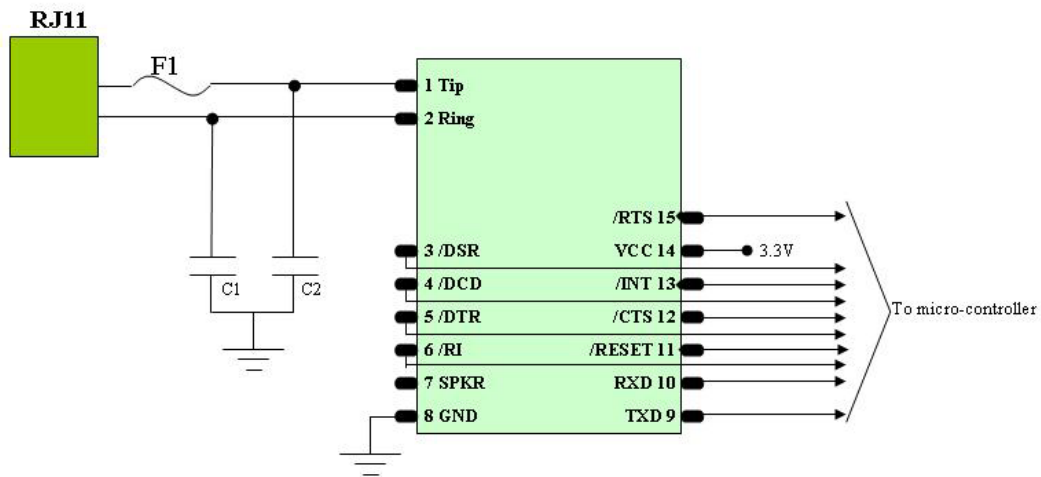 RJ11
F1
1 Tip
2 Ring
/RTS 15
3 /DSR
VCC 14
3.3V
4 /DCD
/INT 13
C1
C2
To micro-controller
5 /DTR
/CTS 12
6 /RI
/RESET 11
7 SPKR
RXD 10
8 GND
TXD 9